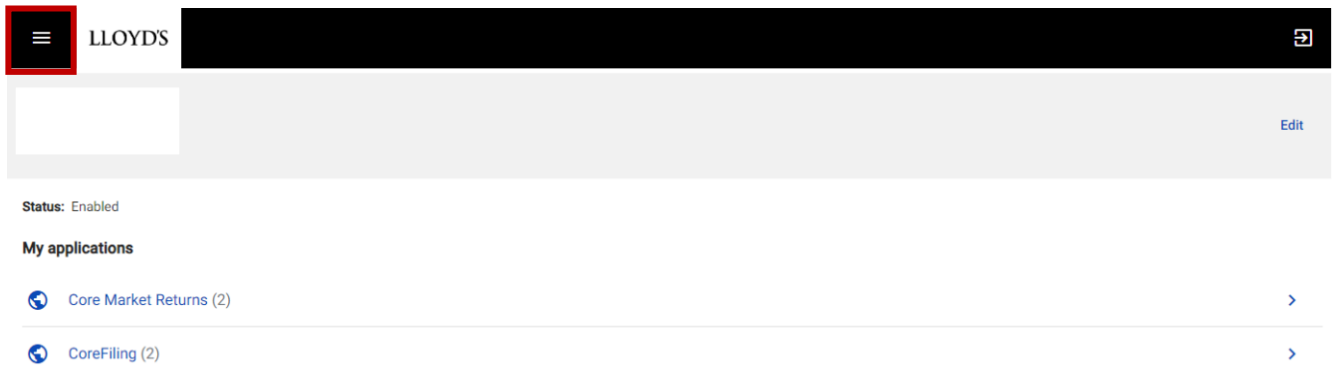 LLOYD'S
Edit
Status: Enabled
My applications
Core Market Returns (2)
CoreFiling (2)